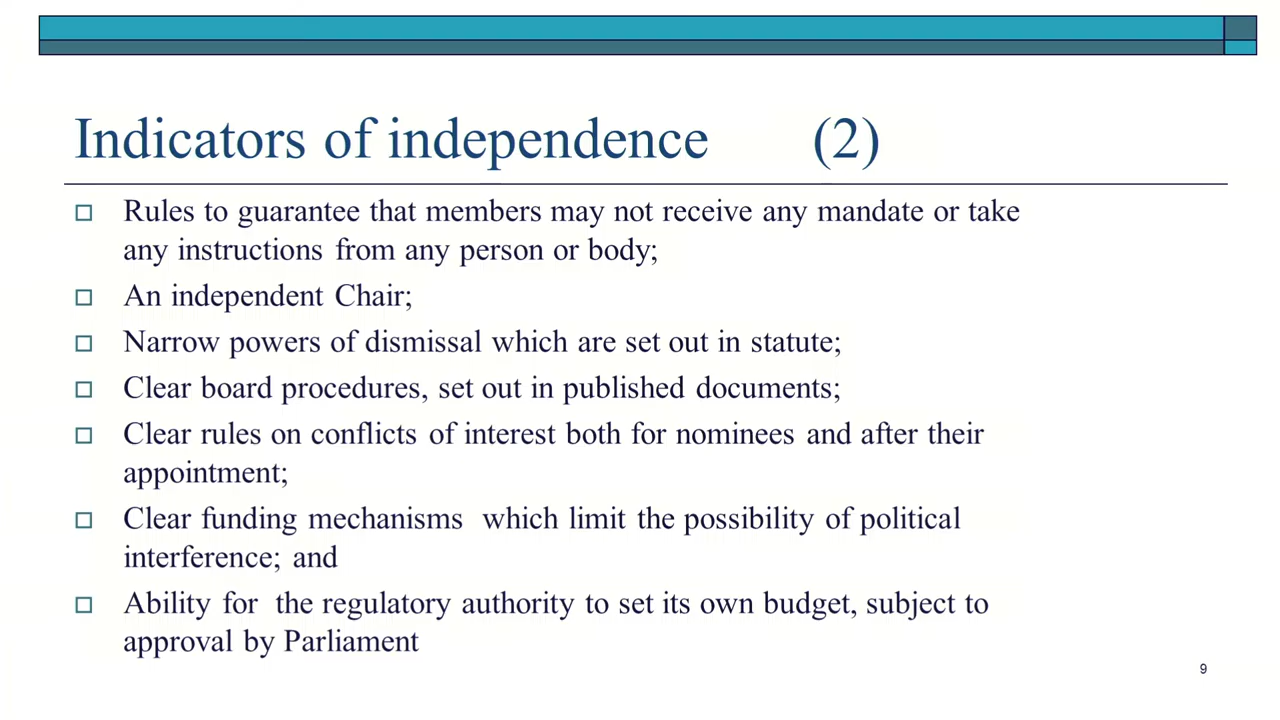 Indicators of independence (2)
Rules to guarantee that members may not receive any mandate or take
any instructions from any person or body;
An independent Chair;
Narrow powers of dismissal which are set out in statute;
Clear board procedures, set out in published documents;
Clear rules on conflicts of interest both for nominees and after their
appointment;
Clear funding mechanisms which limit the possibility of political
interference; and
Ability for the regulatory authority to set its own budget, subject to
approval by Parliament
9